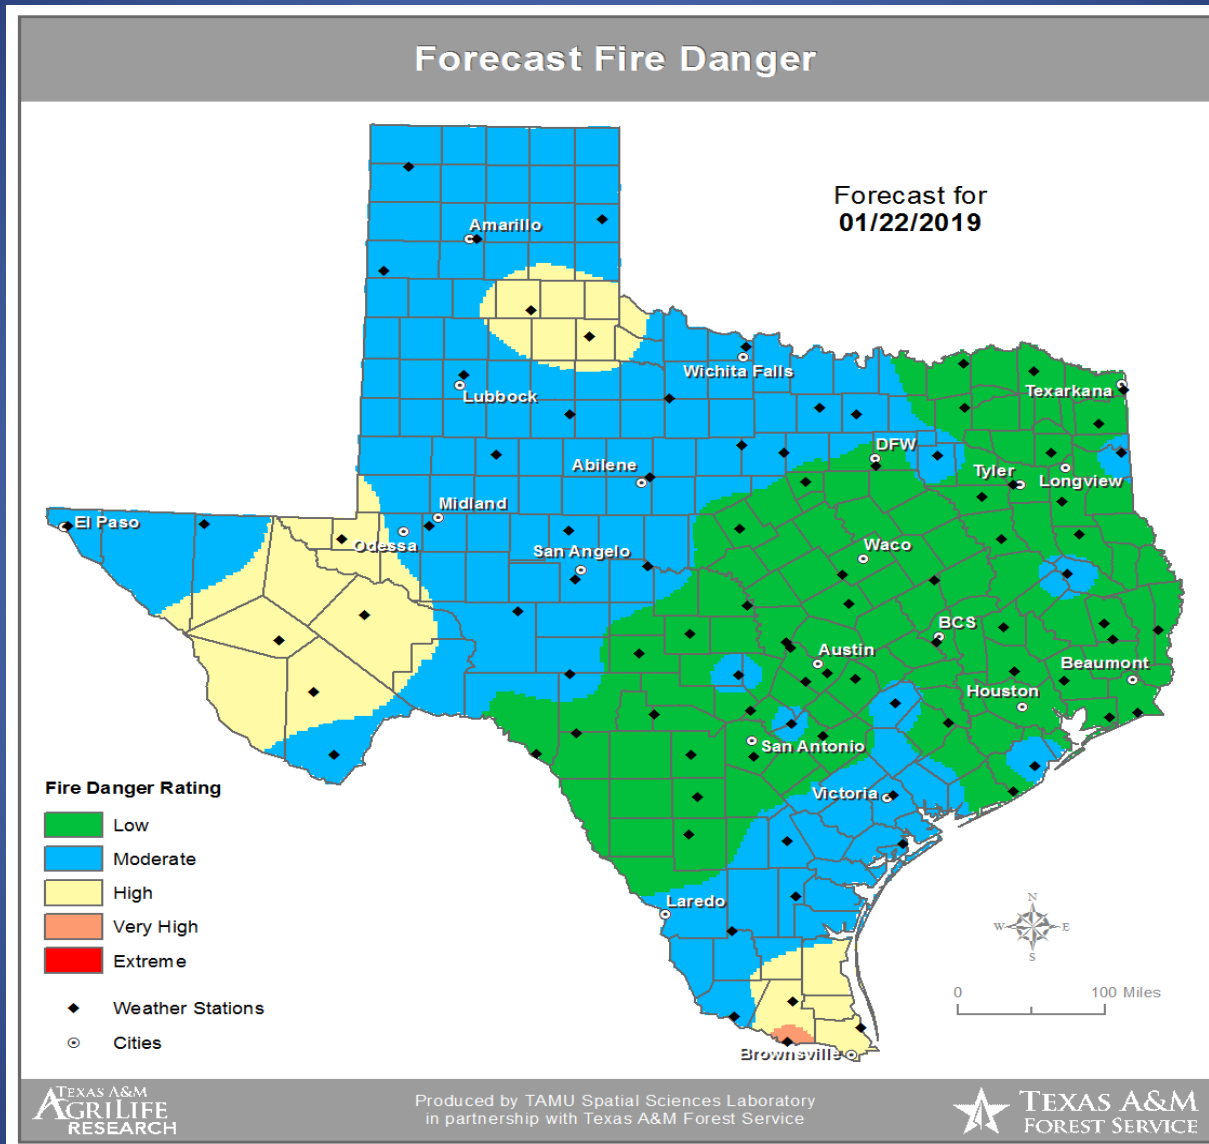 Forecast Fire Danger
Forecast for
01/22/2019
Amarillo
Wichita Falls
Lubbock
Texarkana
DFW
Abilene
Tyler
Longview
Midland
El Paso
Odessa
San Angelo
Waco
BCS
Austin
Beaumont
Houston
San Antonio
Victoria
Laredo
Brownsville
Fire Danger Rating
Low
Moderate
High
Very High
Extreme
Weather Stations
Cities
N
W
E
S
0
100 Miles
TEXAS A&M
AGRILIFE
RESEARCH
Produced by TAMU Spatial Sciences Laboratory
in partnership with Texas A&M Forest Service
TEXAS A&M
FOREST SERVICE